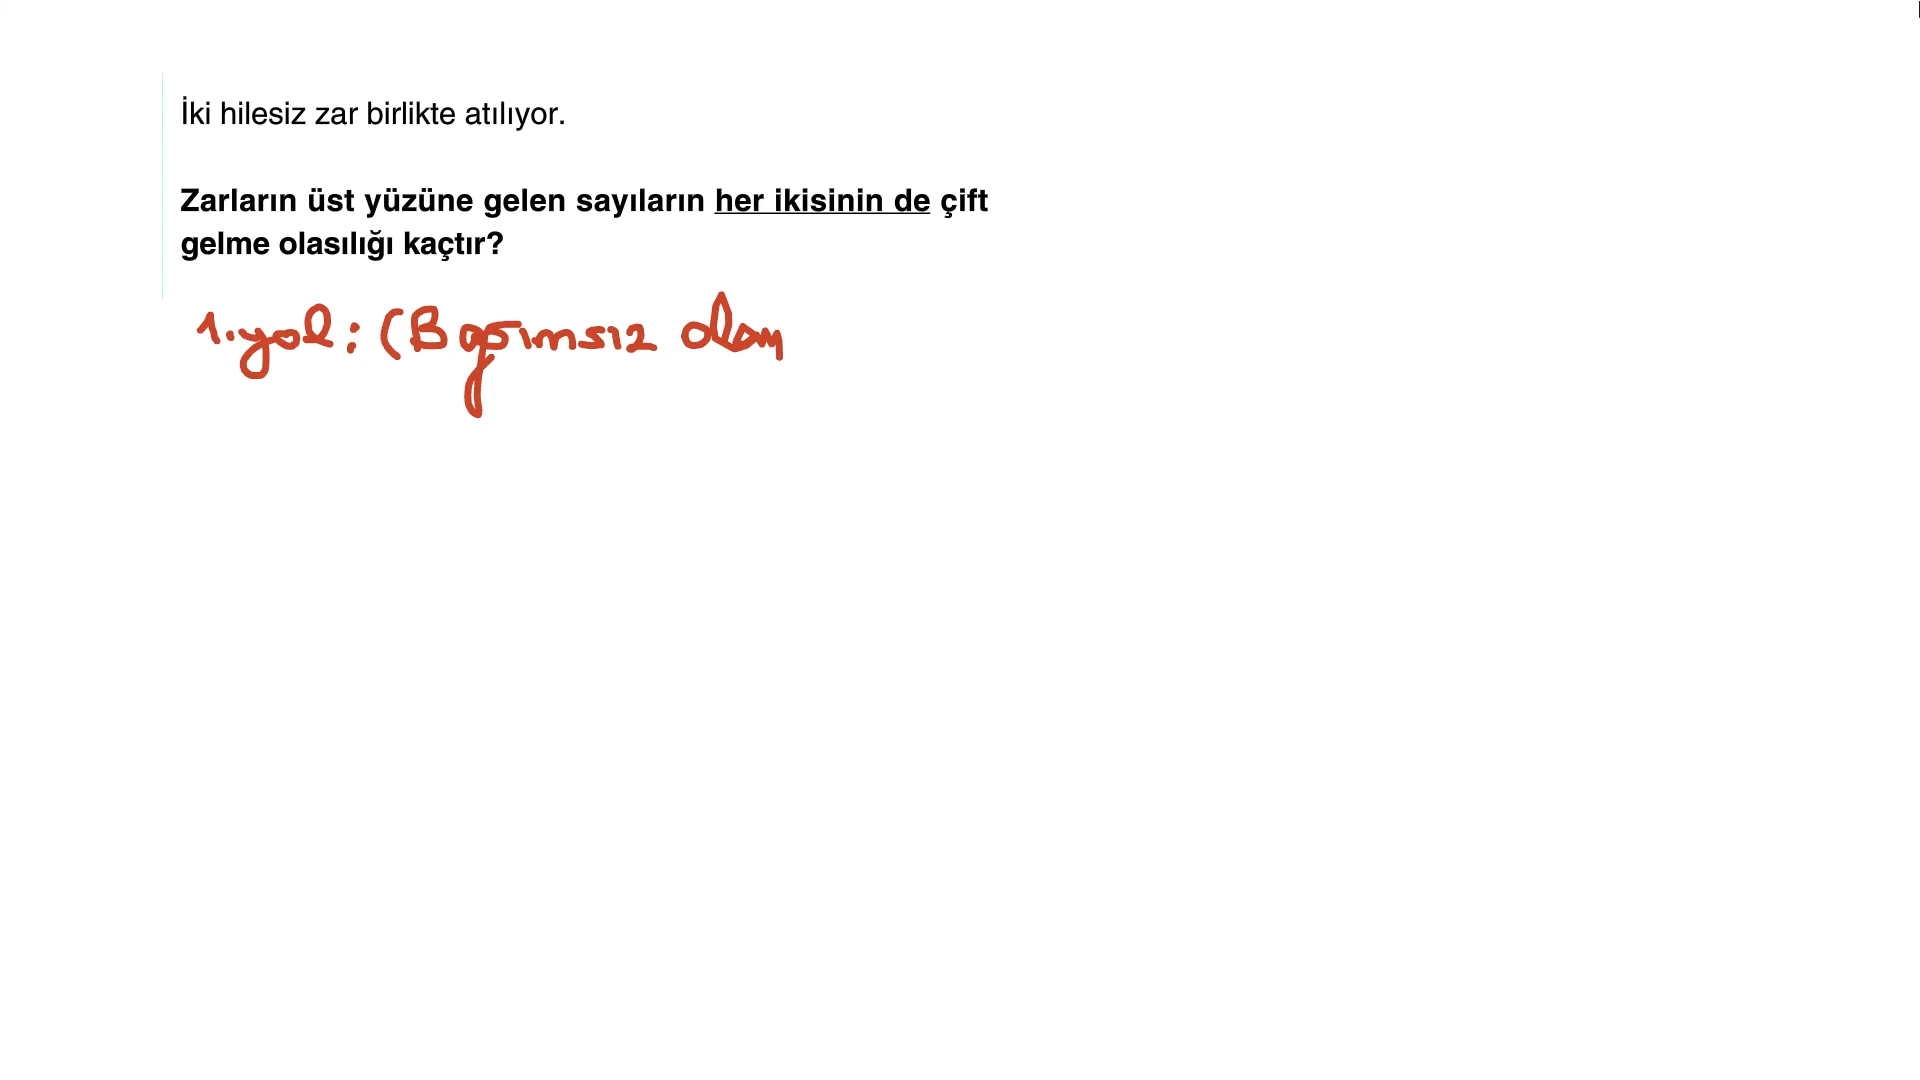 İki hilesiz zar birlikte atılıyor.
Zarların üst yüzüne gelen sayıların her ikisinin de çift
gelme olasılığı kaçtır?
1.yol: (Bağımsız olay